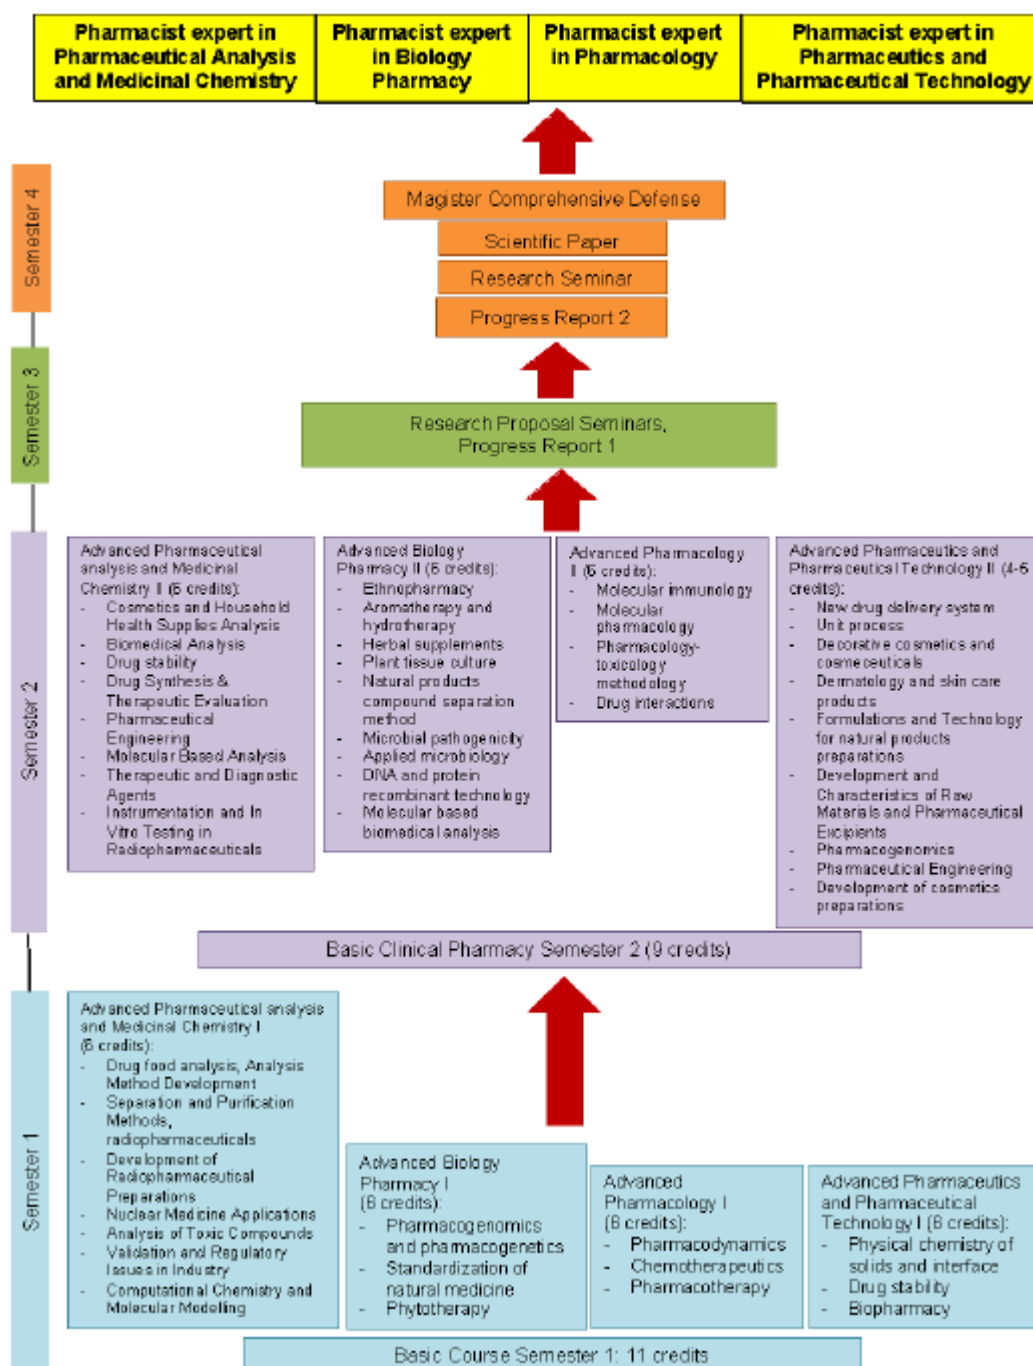 Pharmacist expert in
Pharmaceutical Analysis
and Medicinal Chemistry
Pharmacist expert
in Biology
Pharmacy
Pharmacist expert
in Pharmacology
Pharmacist expert in
Pharmaceutics and
Pharmaceutical Technology
Semester 4
Magister Comprehensive Defense
Scientific Paper
Research Seminar
Progress Report 2
Semester 3
Research Proposal Seminars,
Progress Report 1
Semester 2
Advanced Pharmaceutical
analysis and Medicinal
Chemistry II (6 credits):
- Cosmetics and Household
Health Supplies Analysis
- Biomedical Analysis
- Drug stability
- Drug Synthesis &
Therapeutic Evaluation
- Pharmaceutical
Engineering
- Molecular Based Analysis
- Therapeutic and Diagnostic
Agents
- Instrumentation and In
Vitro Testing in
Radiopharmaceuticals
Advanced Biology
Pharmacy II (6 credits):
- Ethnopharmacy
- Aromatherapy and
hydrotherapy
- Herbal supplements
- Plant tissue culture
- Natural products
compound separation
method
- Microbial pathogenicity
- Applied microbiology
- DNA and protein
recombinant technology
- Molecular based
biomedical analysis
Advanced Pharmacology
II (6 credits):
- Molecular immunology
- Molecular
pharmacology
- Pharmacology-
toxicology
methodology
- Drug interactions
Advanced Pharmaceutics and
Pharmaceutical Technology II (4-6
credits):
- New drug delivery system
- Unit process
- Decorative cosmetics and
cosmeceuticals
- Dermatology and skin care
products
- Formulations and Technology
for natural products
preparations
- Development and
Characteristics of Raw
Materials and Pharmaceutical
Excipients
- Pharmacogenomics
- Pharmaceutical Engineering
- Development of cosmetics
preparations
Basic Clinical Pharmacy Semester 2 (9 credits)
Semester 1
Advanced Pharmaceutical analysis
and Medicinal Chemistry I
(6 credits):
- Drug food analysis, Analysis
Method Development
- Separation and Purification
Methods,
radiopharmaceuticals
- Development of
Radiopharmaceutical
Preparations
- Nuclear Medicine Applications
- Analysis of Toxic Compounds
- Validation and Regulatory
Issues in Industry
- Computational Chemistry and
Molecular Modelling
Advanced Biology
Pharmacy I
(6 credits):
- Pharmacogenomics
and pharmacogenetics
- Standardization of
natural medicine
- Phytotherapy
Advanced
Pharmacology I
(6 credits):
- Pharmacodynamics
- Chemotherapeutics
- Pharmacotherapy
Advanced Pharmaceutics
and Pharmaceutical
Technology I (6 credits):
- Physical chemistry of
solids and interface
- Drug stability
- Biopharmacy
Basic Course Semester 1: 11 credits